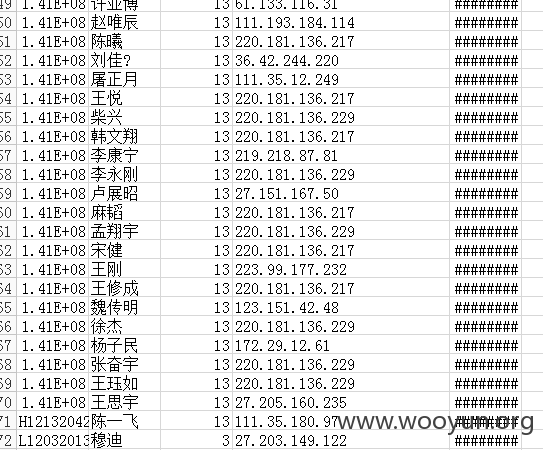 49 1.41E+08 许亚博 13 61.133.116.31 ########
50 1.41E+08 赵唯辰 13 111.193.184.114 ########
51 1.41E+08 陈曦 13 220.181.136.217 ########
52 1.41E+08 刘佳? 13 36.42.244.220 ########
53 1.41E+08 屠正月 13 111.35.12.249 ########
54 1.41E+08 王悦 13 220.181.136.217 ########
55 1.41E+08 柴兴 13 220.181.136.229 ########
56 1.41E+08 韩文翔 13 220.181.136.217 ########
57 1.41E+08 李康宁 13 219.218.87.81 ########
58 1.41E+08 李永刚 13 220.181.136.229 ########
59 1.41E+08 卢展昭 13 27.151.167.50 ########
60 1.41E+08 麻韬 13 220.181.136.217 ########
61 1.41E+08 孟翔宇 13 220.181.136.229 ########
62 1.41E+08 宋健 13 220.181.136.217 ########
63 1.41E+08 王刚 13 223.99.177.232 ########
64 1.41E+08 王修成 13 220.181.136.217 ########
65 1.41E+08 魏传明 13 123.151.42.48 ########
66 1.41E+08 徐杰 13 220.181.136.229 ########
67 1.41E+08 杨子民 13 172.29.12.61 ########
68 1.41E+08 张奋宇 13 220.181.136.229 ########
69 1.41E+08 王珏如 13 220.181.136.229 ########
70 1.41E+08 王思宇 13 27.205.160.235 ########
71 H12132042 陈一飞 13 111.35.180.97 ########
www.wooyun.org
72 L12032013 穆迪 3 27.203.149.122 ########